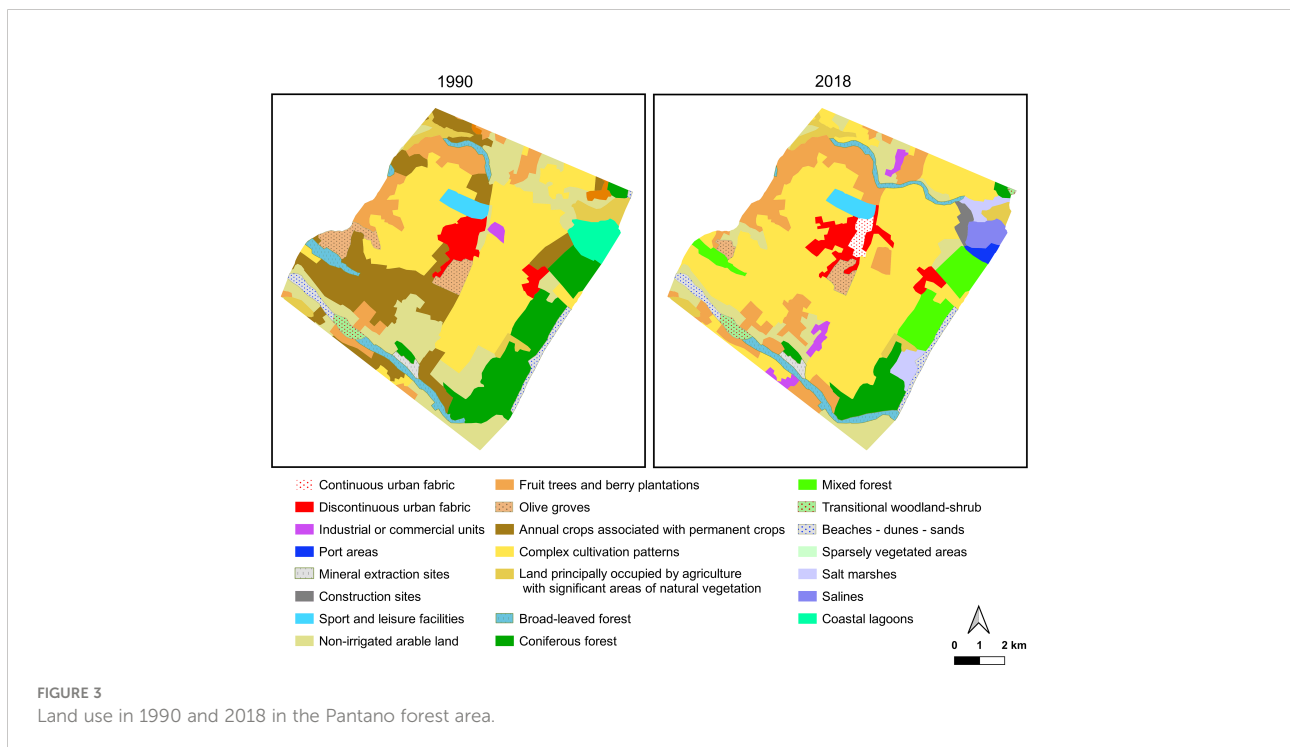 1990
2018
Continuous urban fabric
Discontinuous urban fabric
Industrial or commercial units
Port areas
Mineral extraction sites
Construction sites
Sport and leisure facilities
Non-irrigated arable land
Fruit trees and berry plantations
Olive groves
Annual crops associated with permanent crops
Complex cultivation patterns
Land principally occupied by agriculture
with significant areas of natural vegetation
Broad-leaved forest
Coniferous forest
Mixed forest
Transitional woodland-shrub
Beaches - dunes - sands
Sparsely vegetated areas
Salt marshes
Salines
Coastal lagoons
0 1 2 km
FIGURE 3
Land use in 1990 and 2018 in the Pantano forest area.